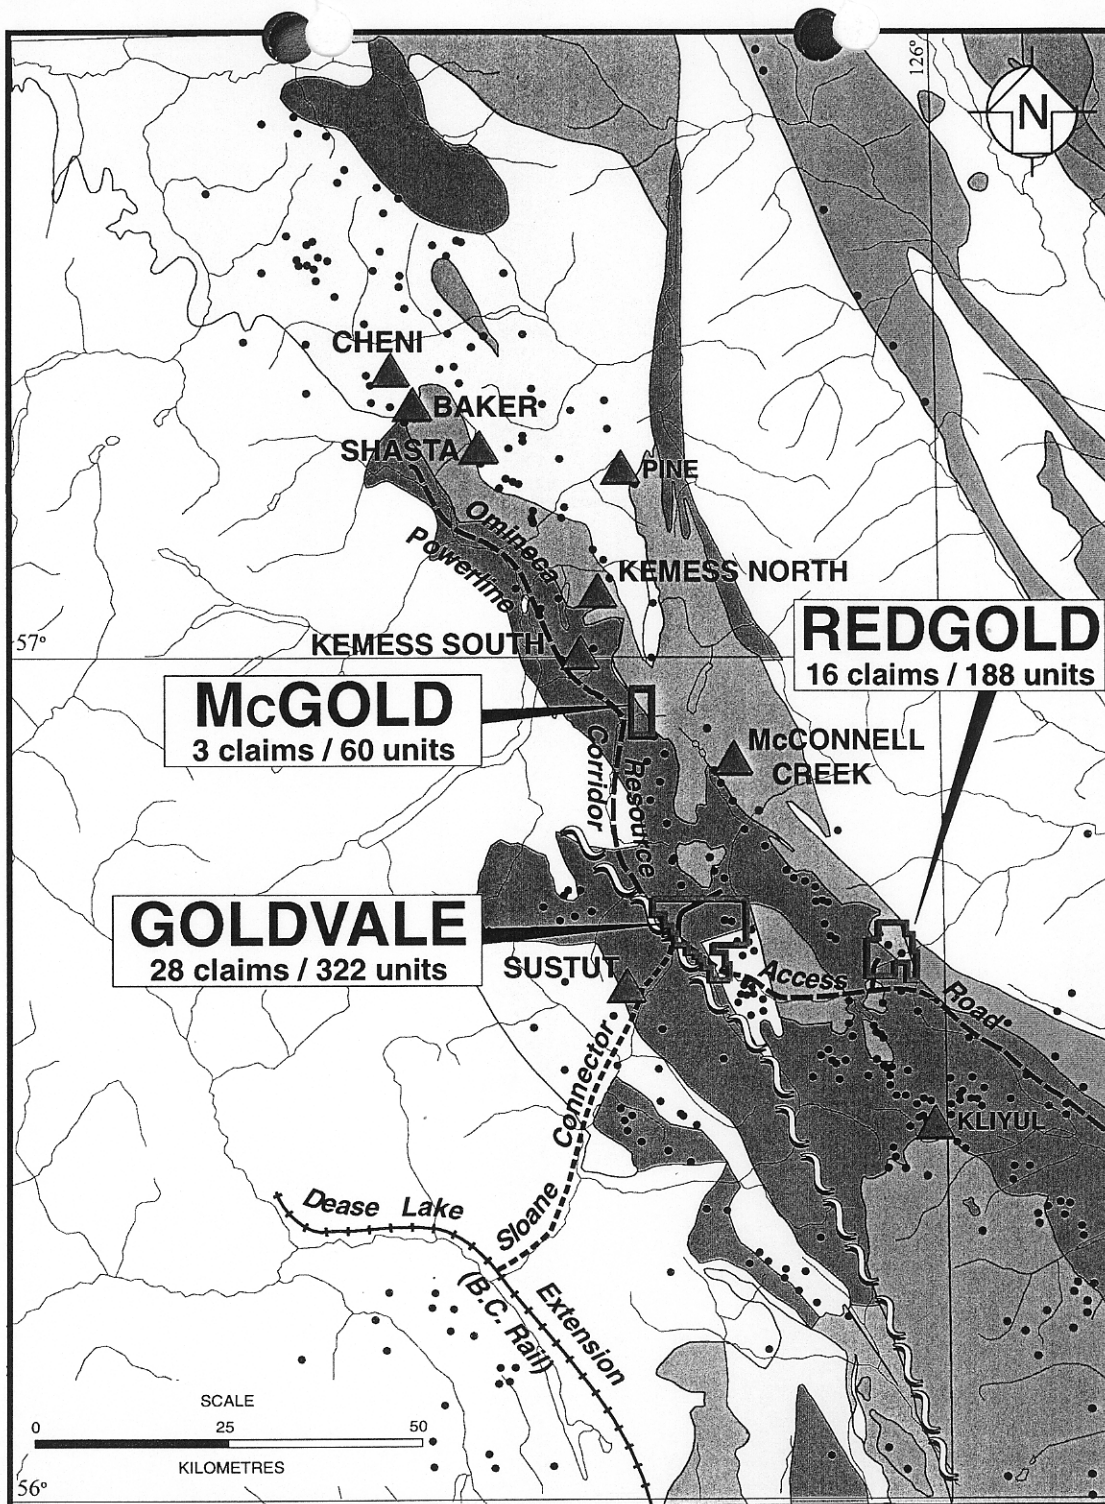 126°
N
CHENI
BAKER
SHASTA
PINE
Omineca
Powerline
KEMESS NORTH
REDGOLD
16 claims / 188 units
57°
KEMESS SOUTH
McGOLD
3 claims / 60 units
Corridor
Resource
McCONNELL
CREEK
GOLDVALE
28 claims / 322 units
SUSTUT
Access
Road
Connector
KLIYUL
Sloane
Dease Lake
Extension
(B.C. Rail)
SCALE
0 25 50
KILOMETRES
56°